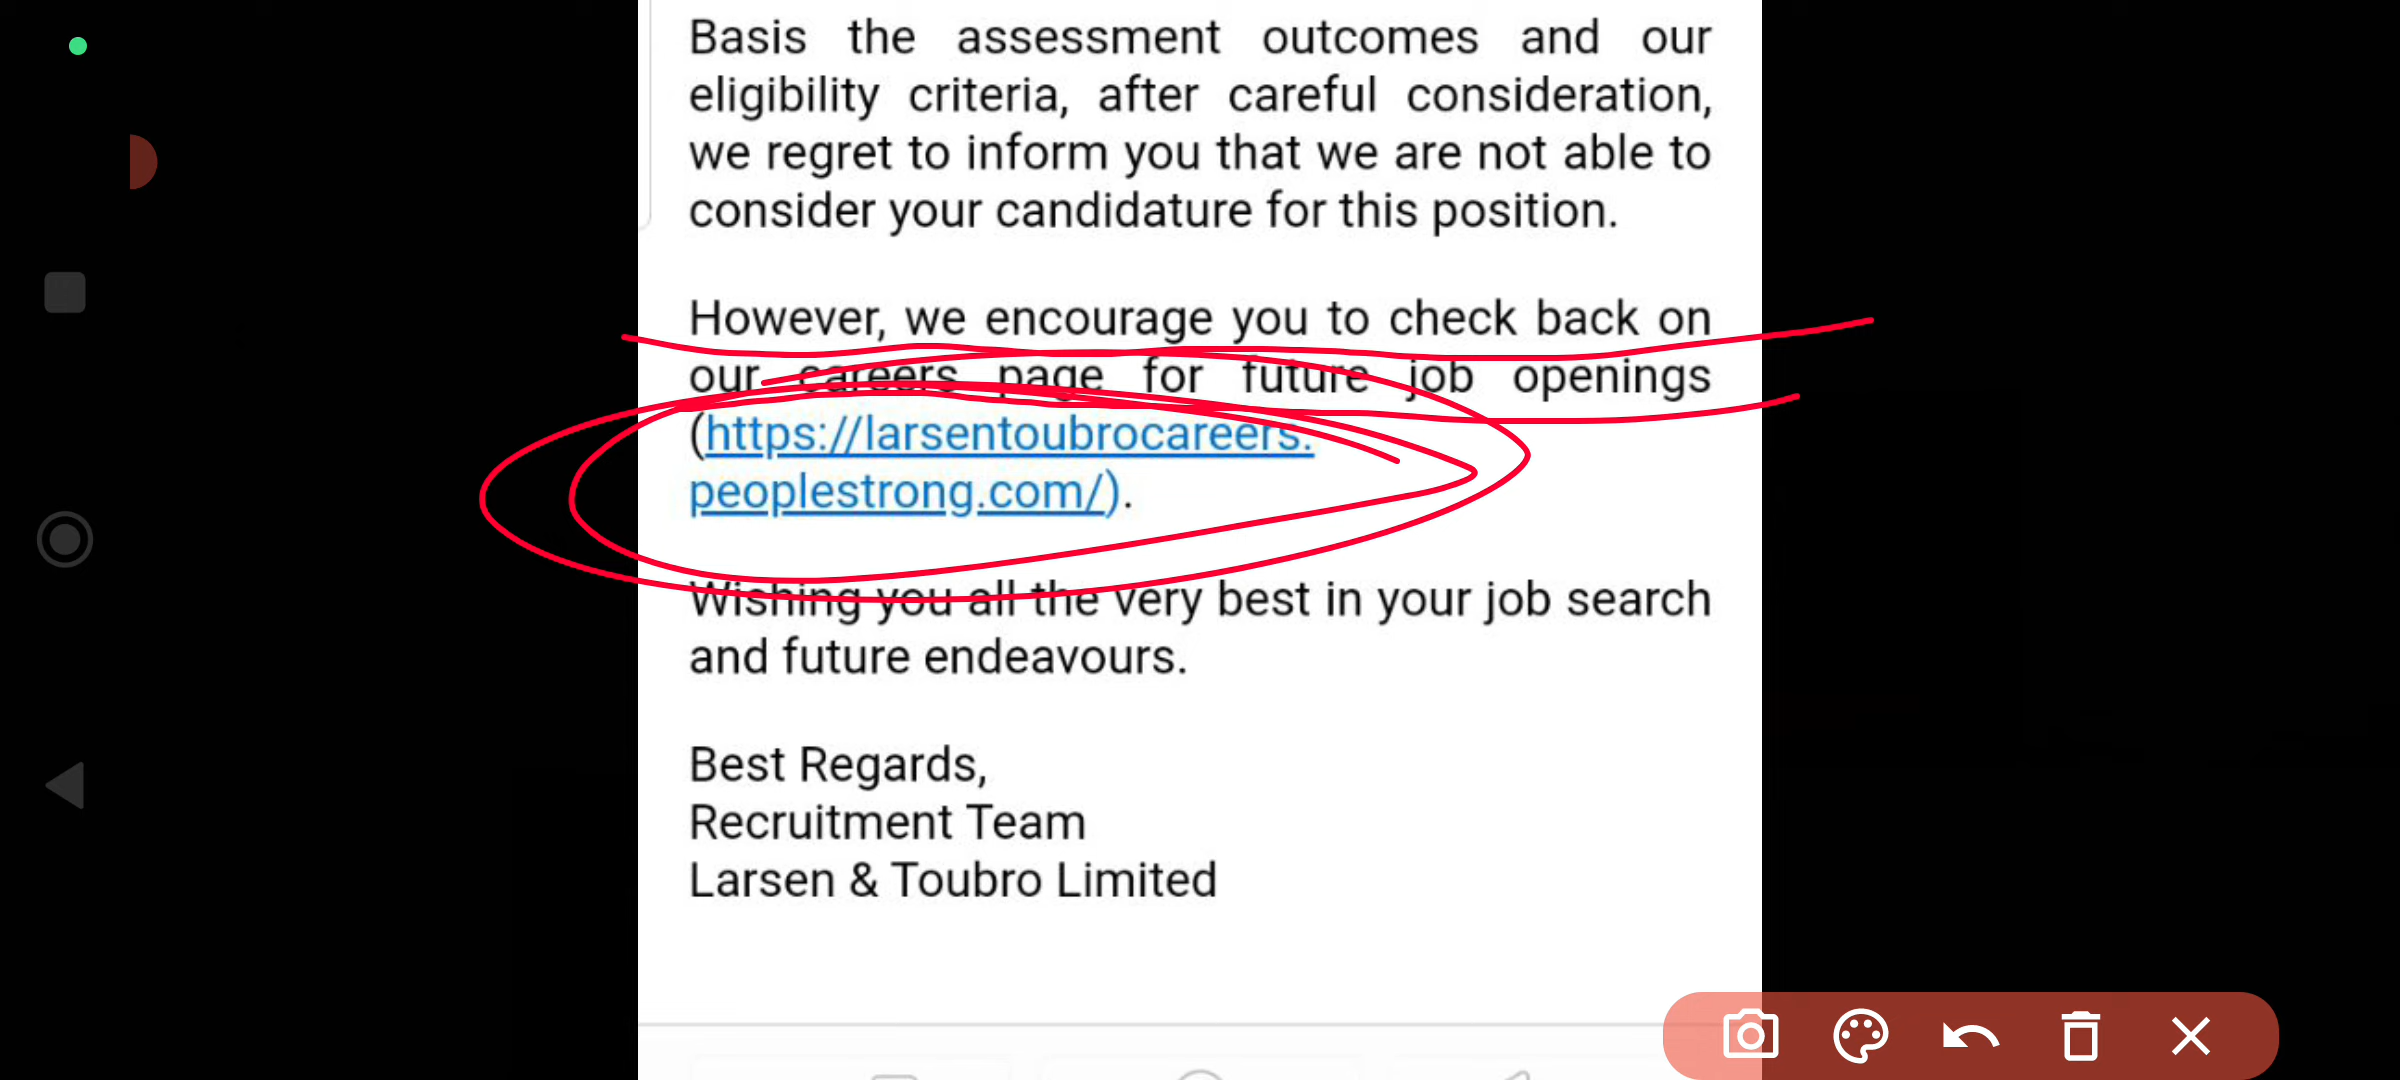 Basis the assessment outcomes and our
eligibility criteria, after careful consideration,
we regret to inform you that we are not able to
consider your candidature for this position.
However, we encourage you to check back on
our careers page for future job openings
(https://larsentoubrocareers.
peoplestrong.com/).
Wishing you all the very best in your job search
and future endeavours.
Best Regards,
Recruitment Team
Larsen & Toubro Limited